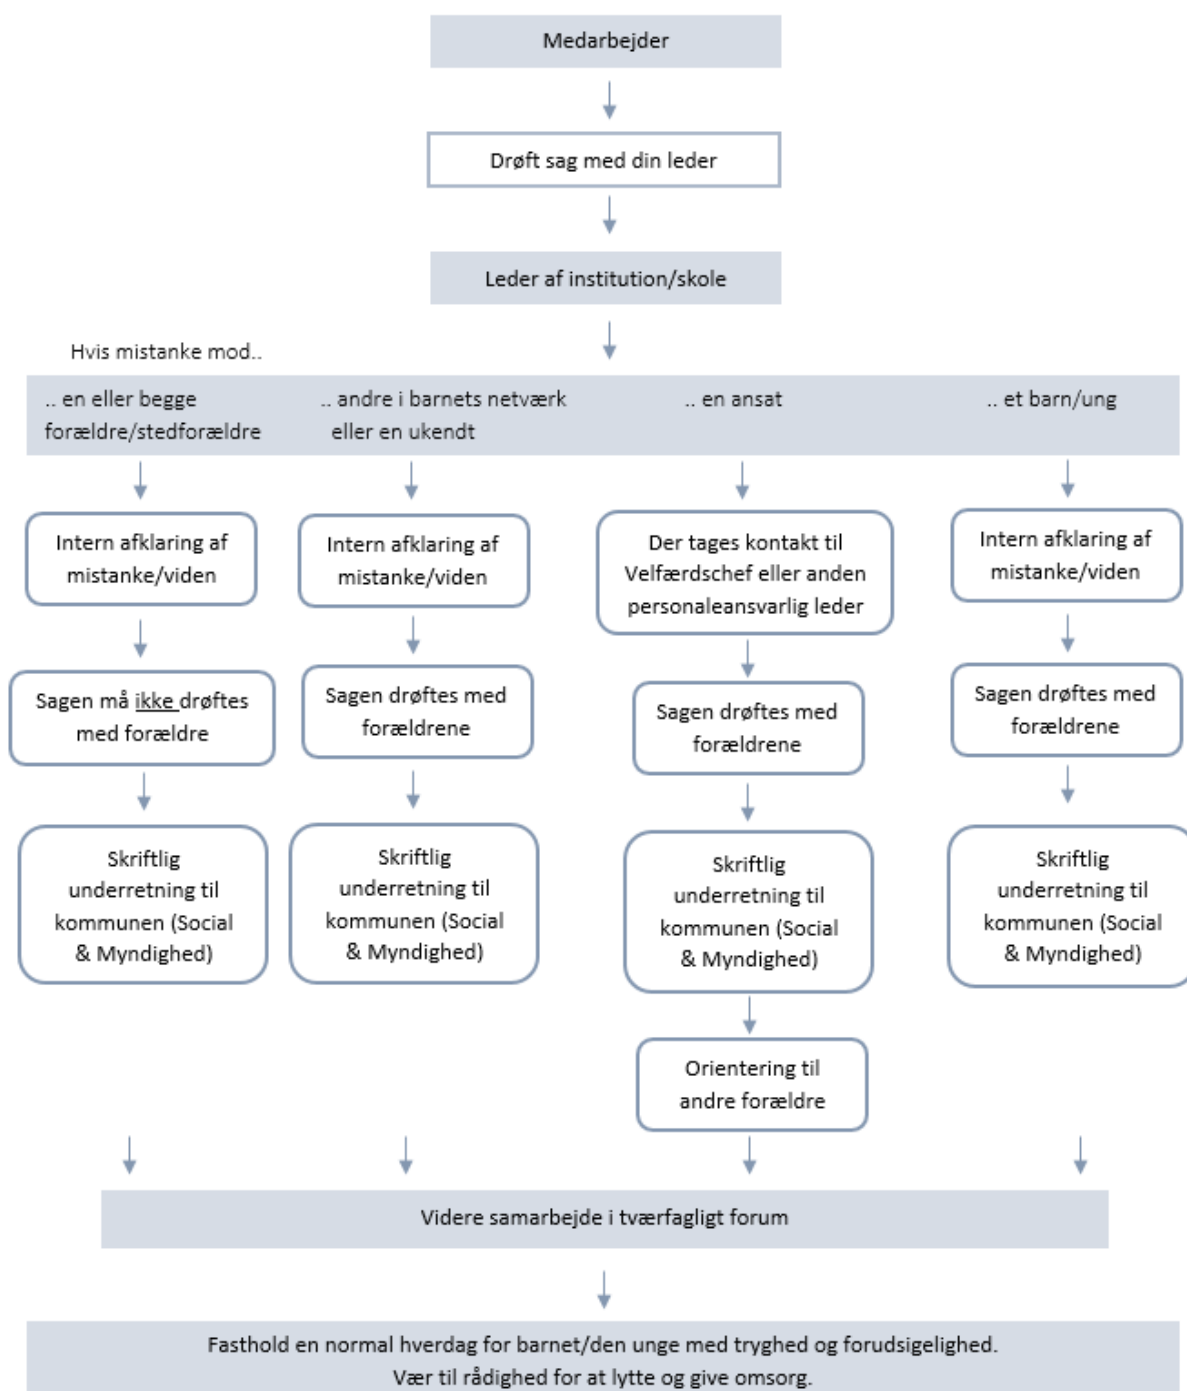 Medarbejder
Drøft sag med din leder
Leder af institution/skole
Hvis mistanke mod..
.. en eller begge
forældre/stedforældre
.. andre i barnets netværk
eller en ukendt
.. en ansat
.. et barn/ung
Intern afklaring af
mistanke/viden
Sagen må ikke drøftes
med forældre
Skriftlig
underretning til
kommunen (Social
& Myndighed)
Intern afklaring af
mistanke/viden
Sagen drøftes med
forældrene
Skriftlig
underretning til
kommunen (Social
& Myndighed)
Der tages kontakt til
Velfærdschef eller anden
personaleansvarlig leder
Sagen drøftes med
forældrene
Skriftlig
underretning til
kommunen (Social
& Myndighed)
Orientering til
andre forældre
Intern afklaring af
mistanke/viden
Sagen drøftes med
forældrene
Skriftlig
underretning til
kommunen (Social
& Myndighed)
Videre samarbejde i tværfagligt forum
Fasthold en normal hverdag for barnet/den unge med tryghed og forudsigelighed.
Vær til rådighed for at lytte og give omsorg.